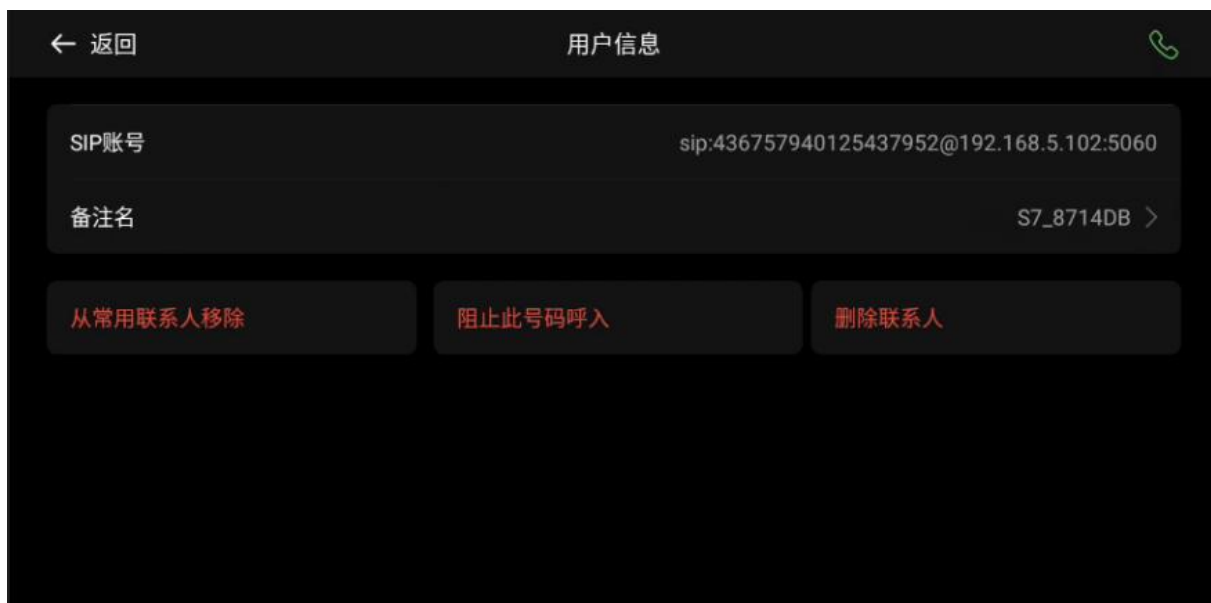 返回
用户信息
SIP账号
sip:436757940125437952@192.168.5.102:5060
备注名
S7_8714DB
从常用联系人移除
阻止此号码呼入
删除联系人